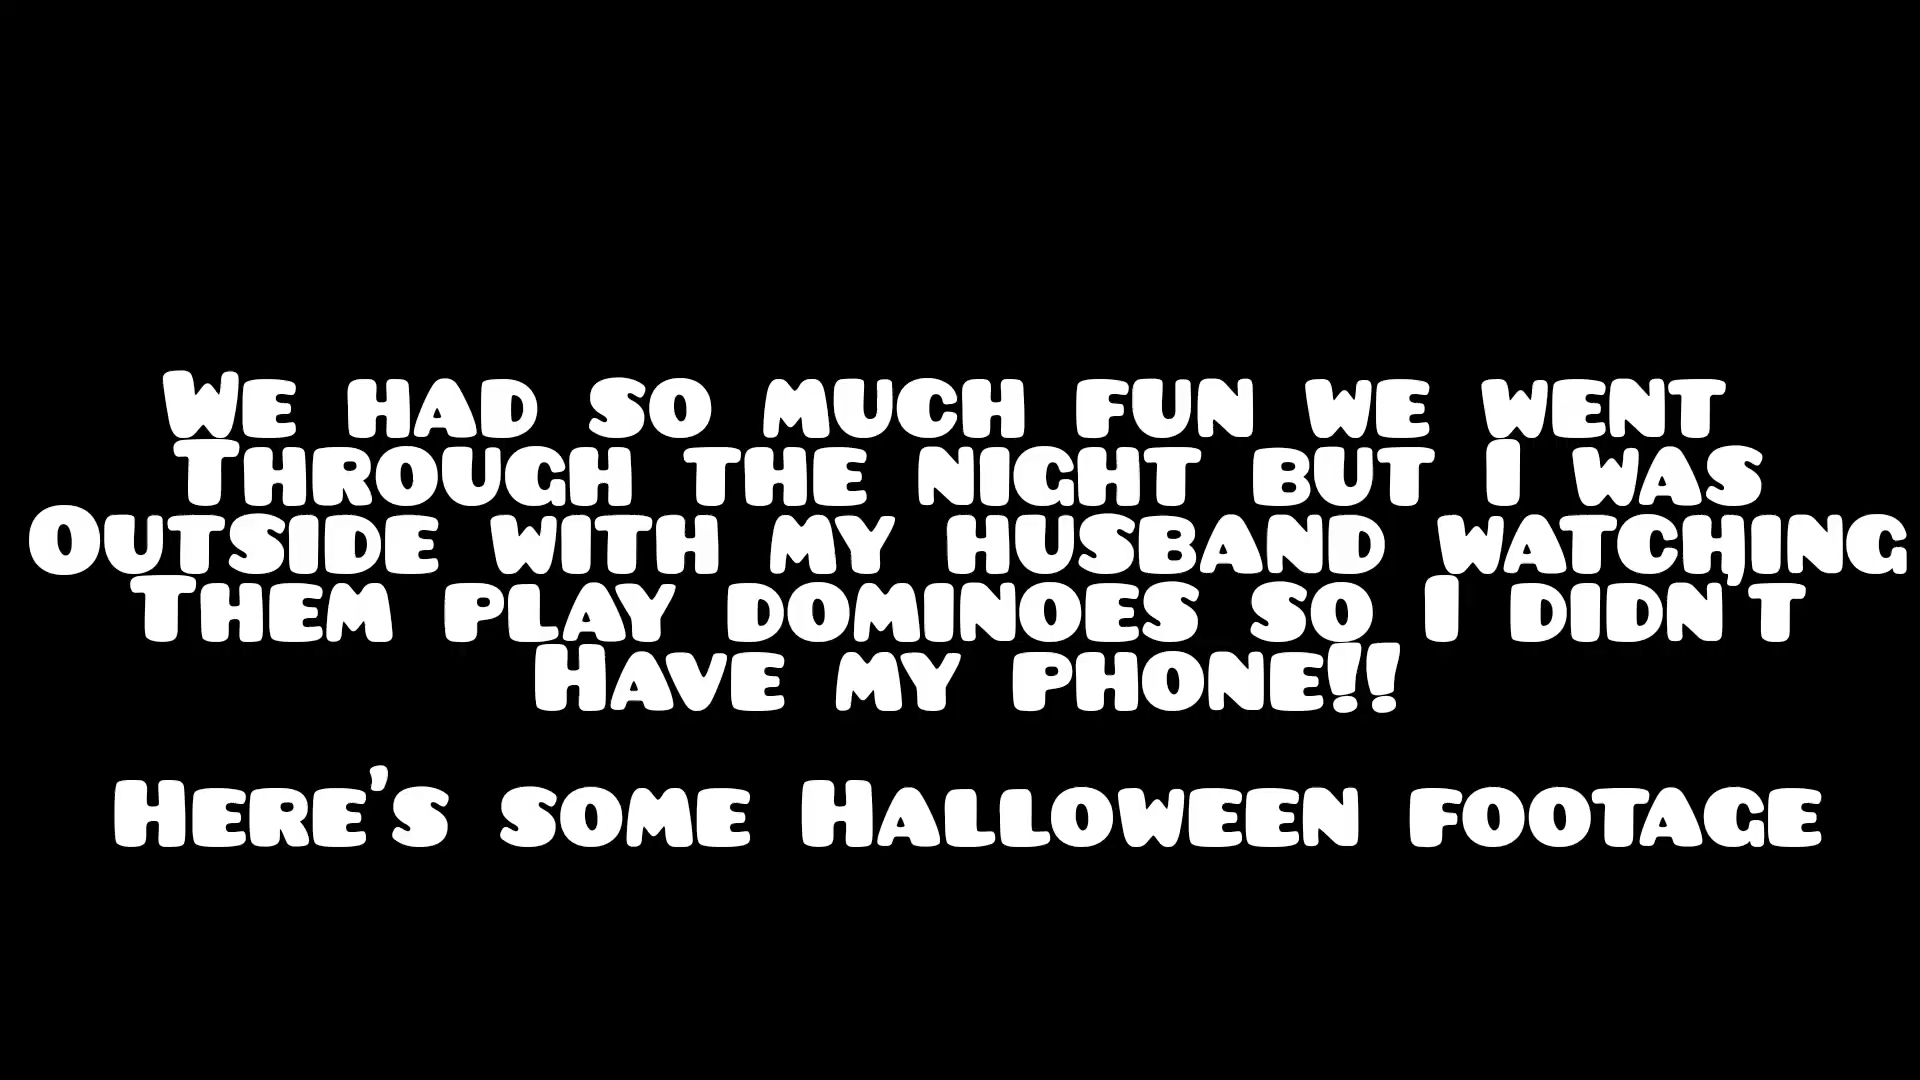 We had so much fun we went
Through the night but I was
Outside with my husband watching
Them play dominoes so I didn't
Have my phone!!
Here's some Halloween footage